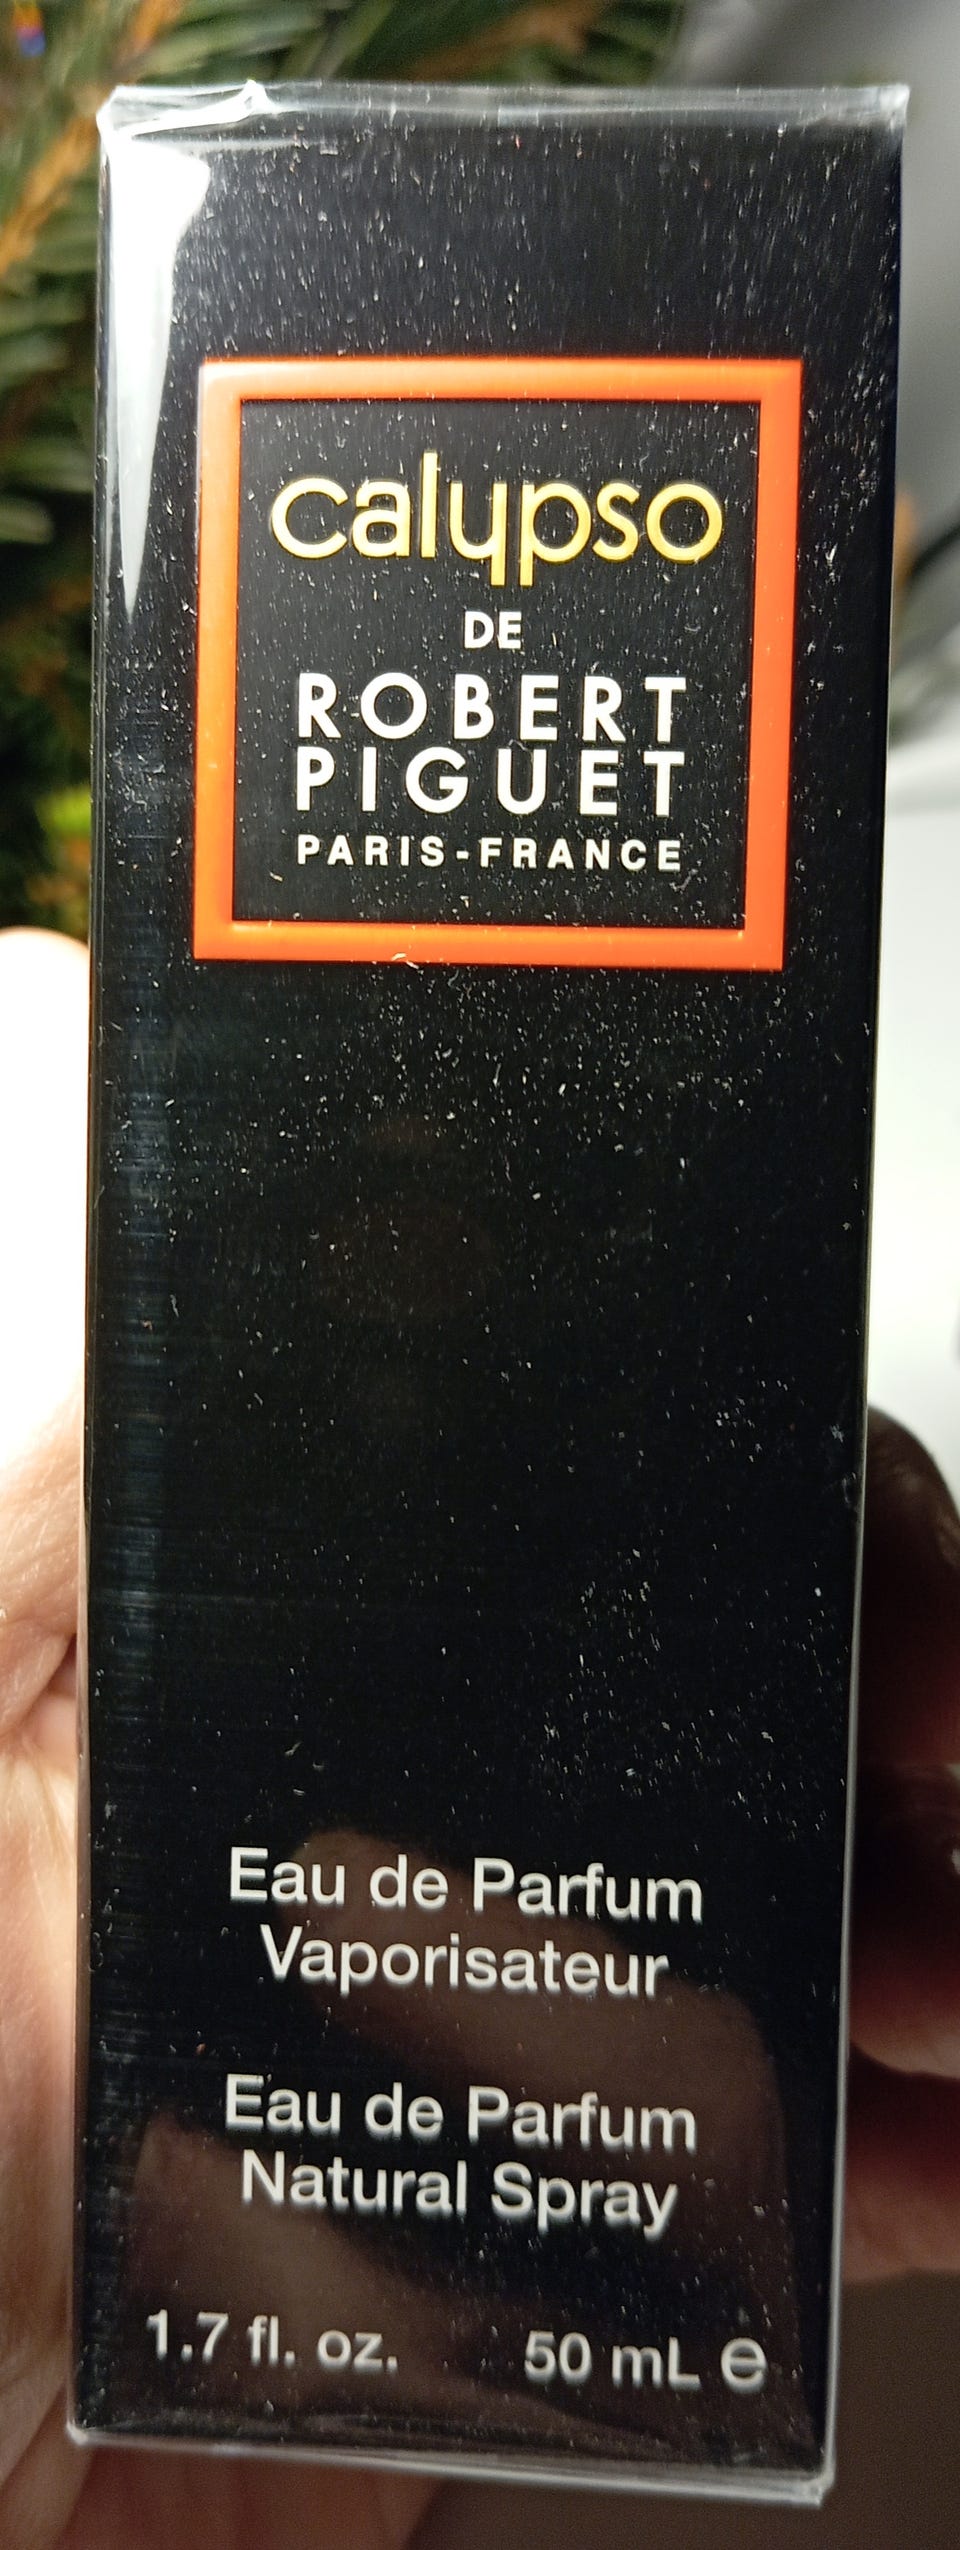 calypso
DE
ROBERT
PIGUET
PARIS-FRANCE
Eau de Parfum
Vaporisateur
Eau de Parfum
Natural Spray
1.7 fl. oz. 50 mL ℮